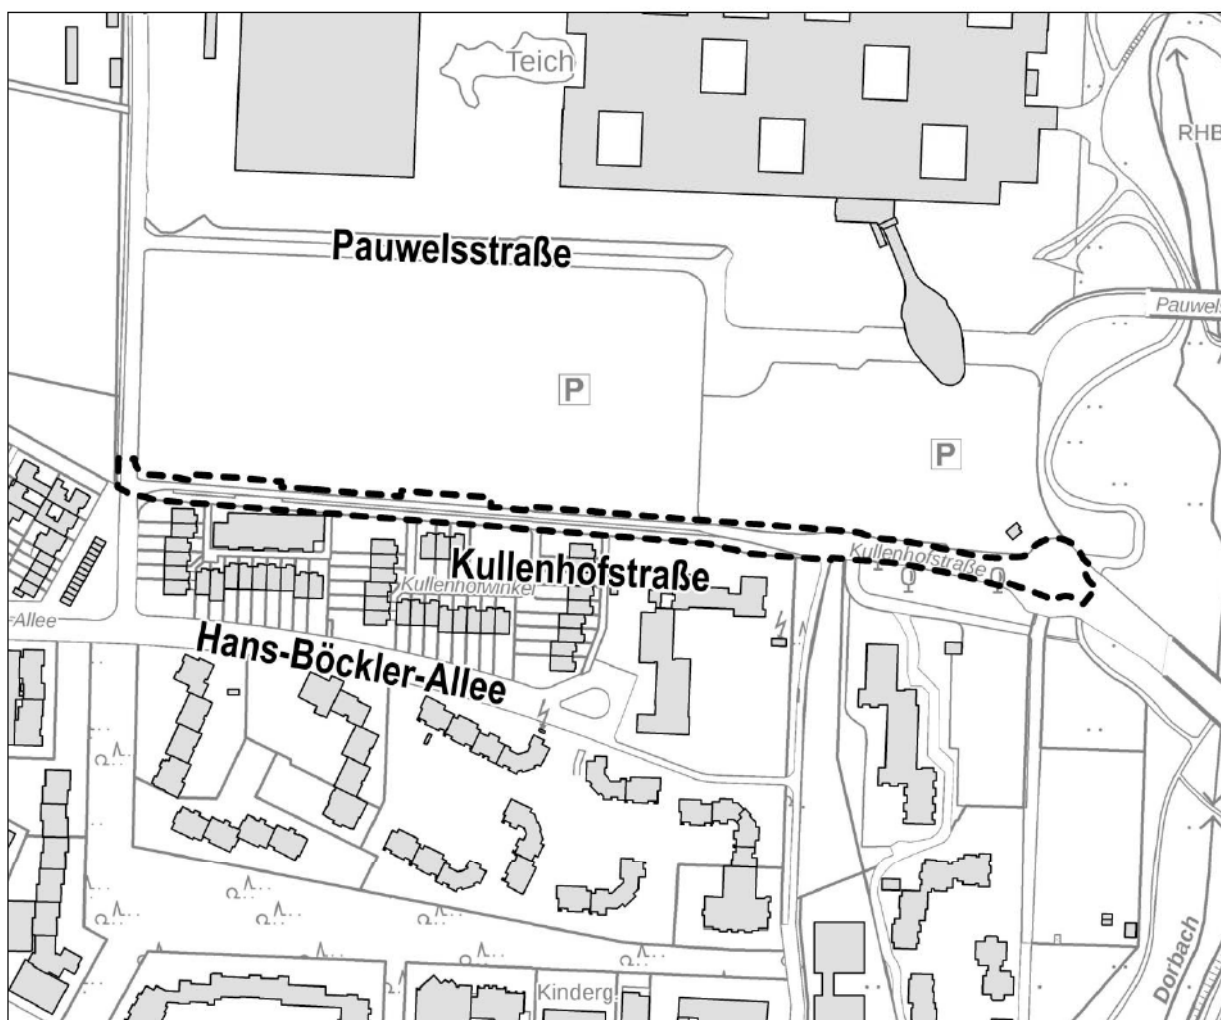 Teich
RHB
Pauwelsstraße
Pauwels
P
P
Kullenhofstraße
Kullenhofstraße
Kullenhofwinkel
-Allee
Hans-Böckler-Allee
Dorbach
Kinderg.